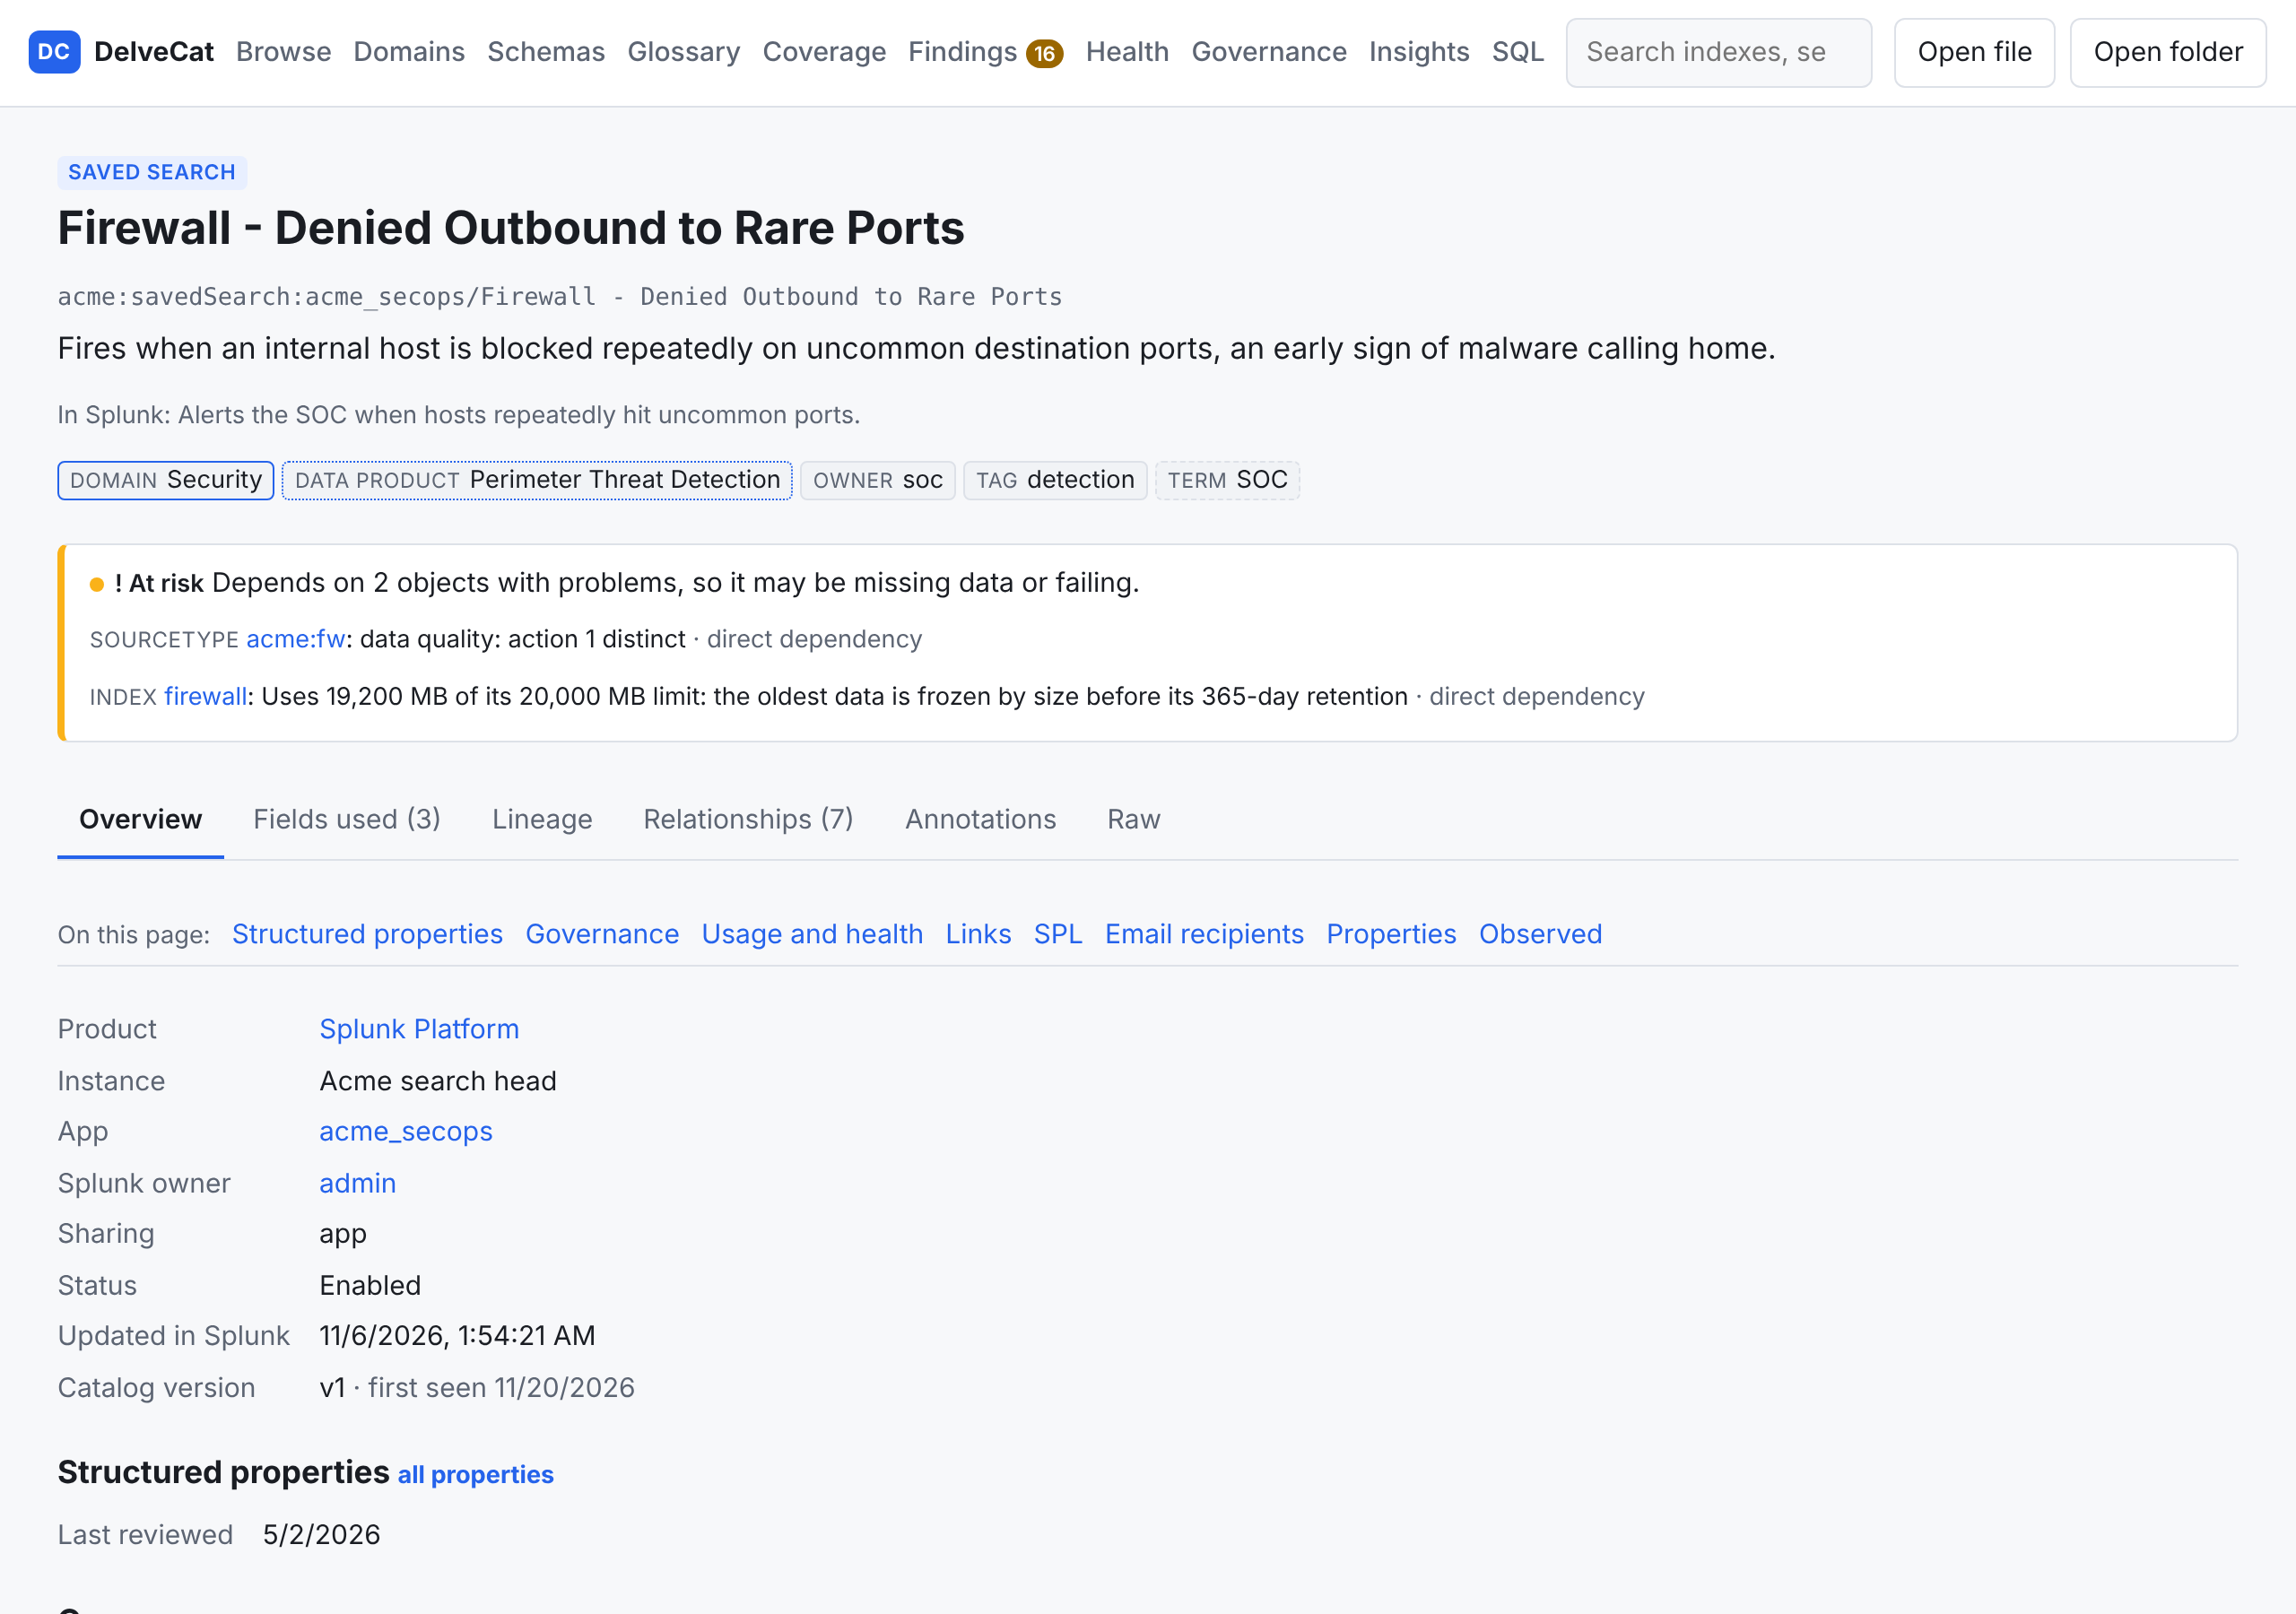 DC DelveCat Browse Domains Schemas Glossary Coverage Findings 16 Health Governance Insights SQL Search indexes, se Open file Open folder
SAVED SEARCH
Firewall - Denied Outbound to Rare Ports
acme:savedSearch:acme_secops/Firewall - Denied Outbound to Rare Ports
Fires when an internal host is blocked repeatedly on uncommon destination ports, an early sign of malware calling home.
In Splunk: Alerts the SOC when hosts repeatedly hit uncommon ports.
DOMAIN Security DATA PRODUCT Perimeter Threat Detection OWNER soc TAG detection TERM SOC
! At risk Depends on 2 objects with problems, so it may be missing data or failing.
SOURCETYPE acme:fw: data quality: action 1 distinct · direct dependency
INDEX firewall: Uses 19,200 MB of its 20,000 MB limit: the oldest data is frozen by size before its 365-day retention · direct dependency
Overview Fields used (3) Lineage Relationships (7) Annotations Raw
On this page: Structured properties Governance Usage and health Links SPL Email recipients Properties Observed
Product Splunk Platform
Instance Acme search head
App acme_secops
Splunk owner admin
Sharing app
Status Enabled
Updated in Splunk 11/6/2026, 1:54:21 AM
Catalog version v1 · first seen 11/20/2026
Structured properties all properties
Last reviewed 5/2/2026